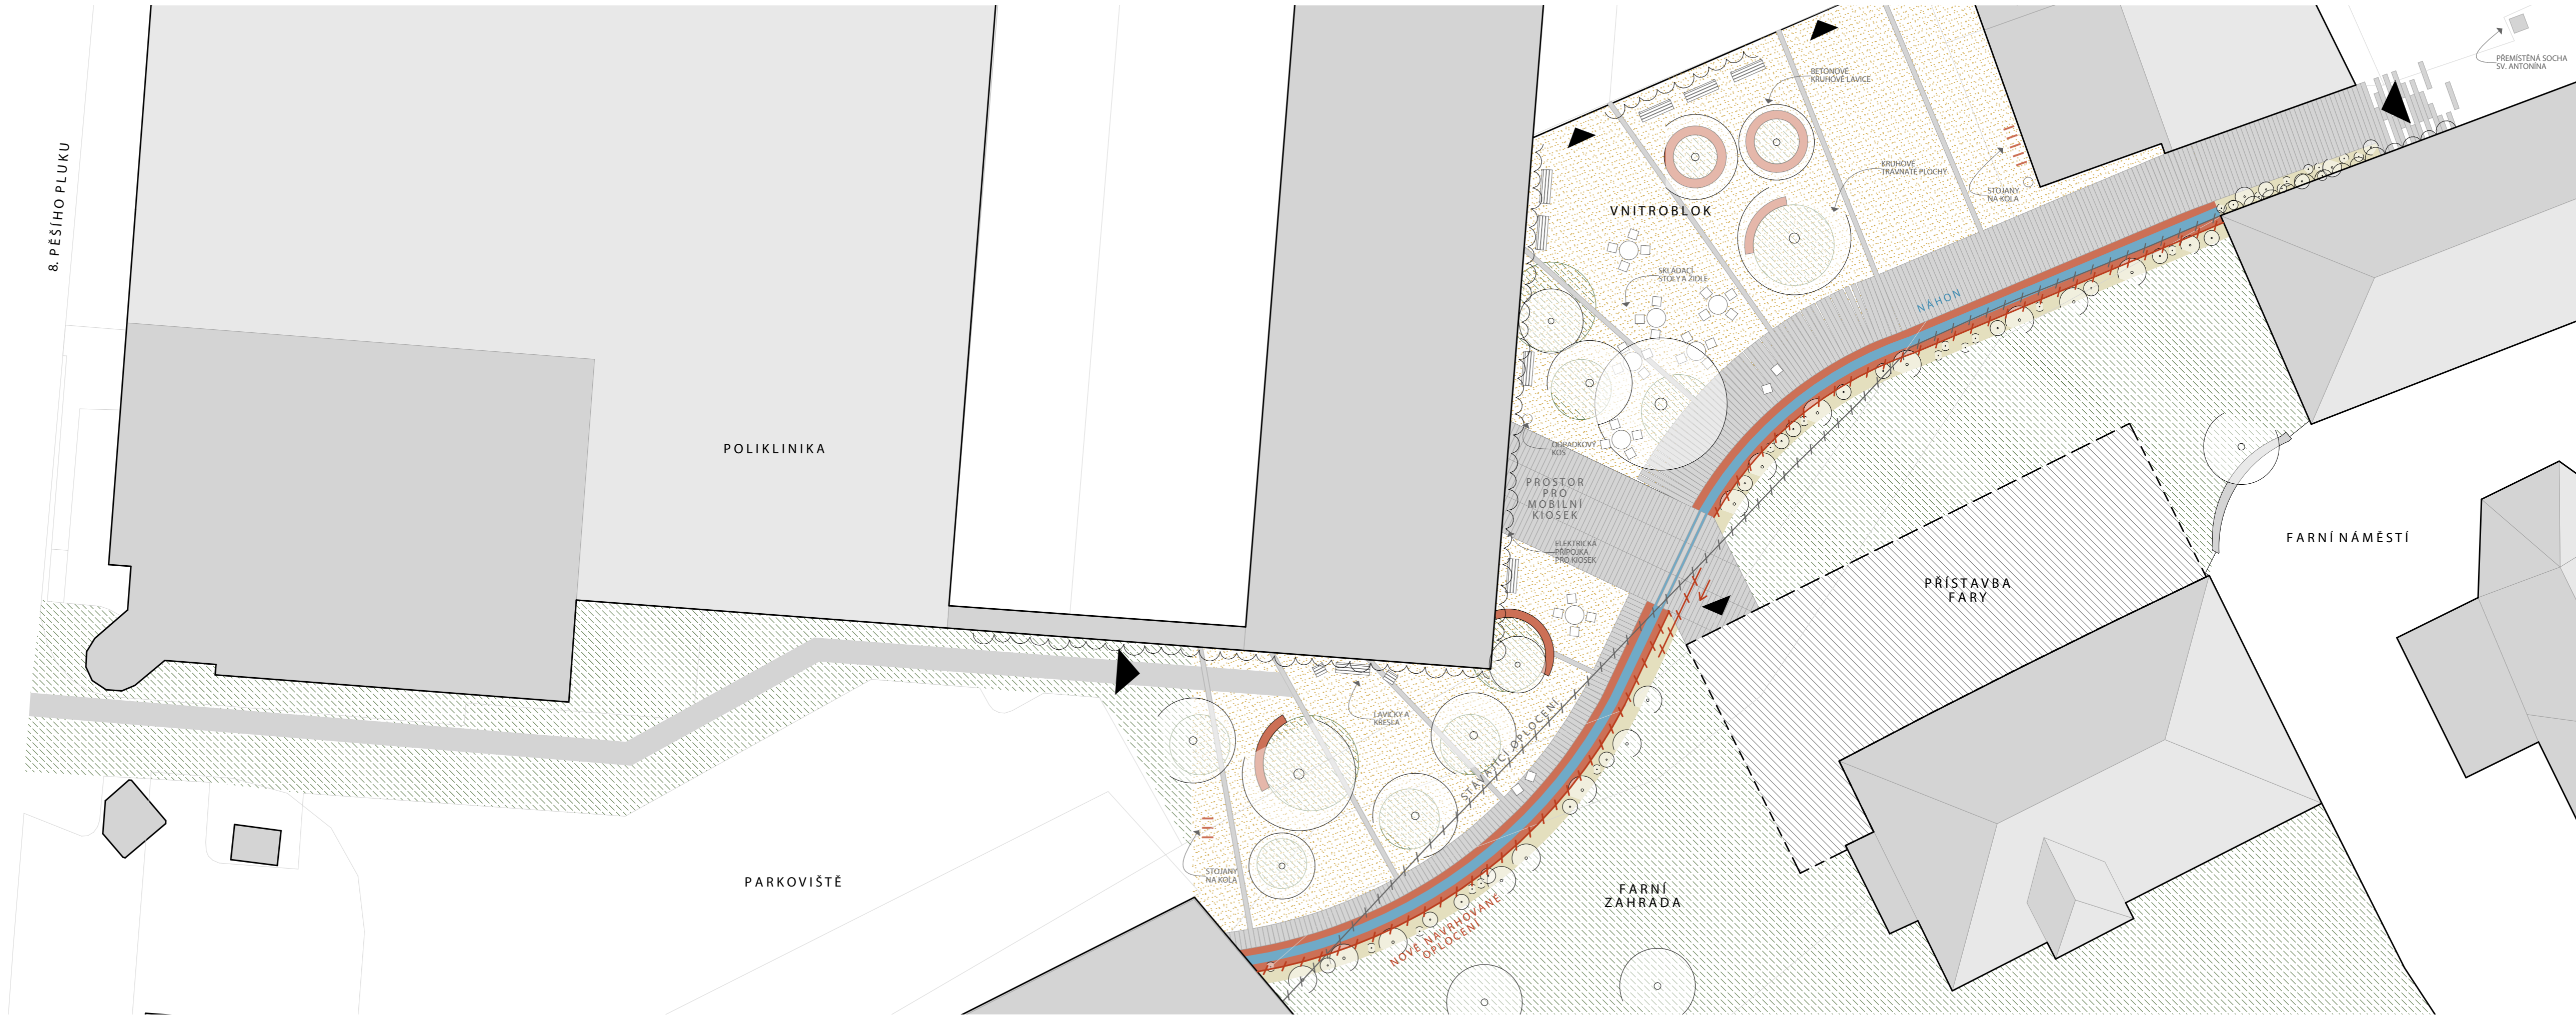 PŘEMÍSTĚNÁ SOCHA
SV. ANTONÍNA
BETONOVÉ
KRUHOVÉ LAVICE
8. PĚŠÍHO PLUKU
KRUHOVÉ
TRAVNATÉ PLOCHY
STOJANY
NA KOLA
VNITROBLOK
SKLÁDACÍ
STOLY A ŽIDLE
NÁHON
POLIKLINIKA
ODPADKOVÝ
KOŠ
PROSTOR
PRO
MOBILNÍ
KIOSEK
ELEKTRICKÁ
PŘÍPOJKA
PRO KIOSEK
FARNÍ NÁMĚSTÍ
PŘÍSTAVBA
FARY
LAVIČKY A
KŘESLA
STÁVAJÍCÍ OPLOCENÍ
STOJANY
NA KOLA
PARKOVIŠTĚ
FARNÍ
ZAHRADA
NOVÉ NAVRHOVANÉ
OPLOCENÍ